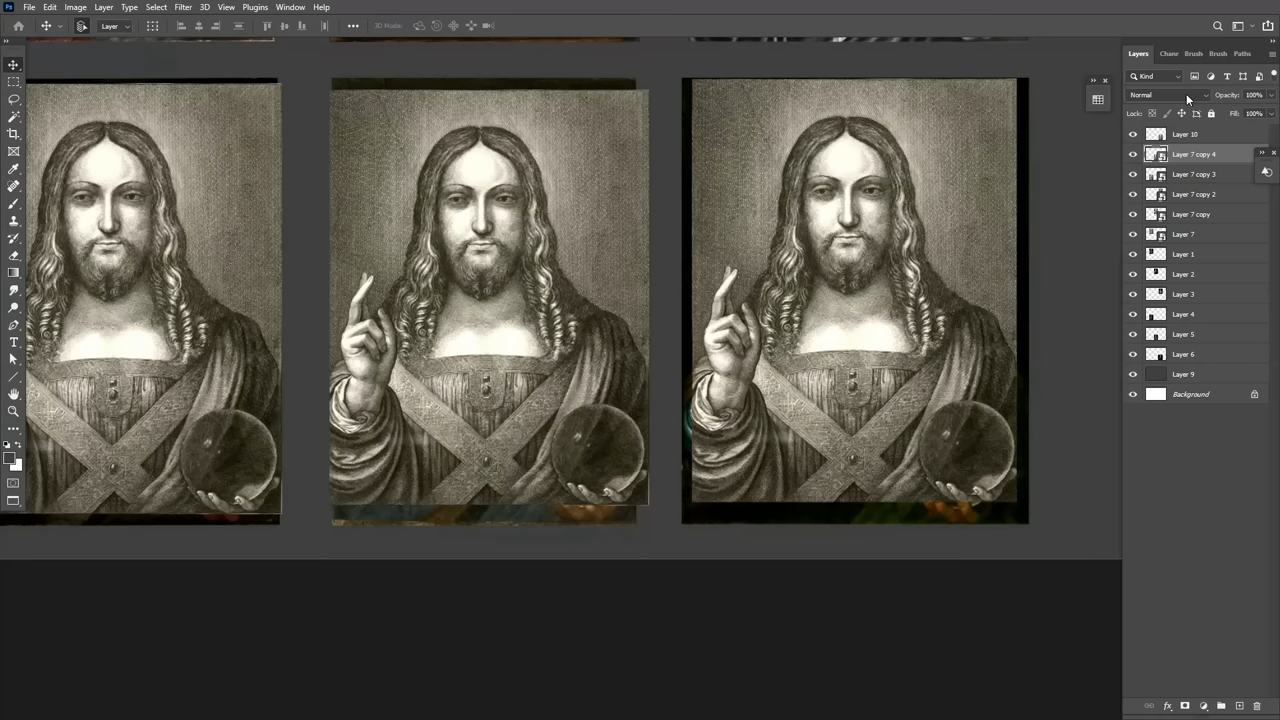 Ps File Edit Image Layer Type Select Filter 3D View Plugins Window Help
Layer 3D Mode:
Layers Chane Brush Brush Paths
Kind
Normal Opacity: 100%
Lock: Fill: 100%
Layer 10
Layer 7 copy 4
Layer 7 copy 3
Layer 7 copy 2
Layer 7 copy
Layer 7
Layer 1
Layer 2
Layer 3
Layer 4
Layer 5
Layer 6
Layer 9
Background
fx